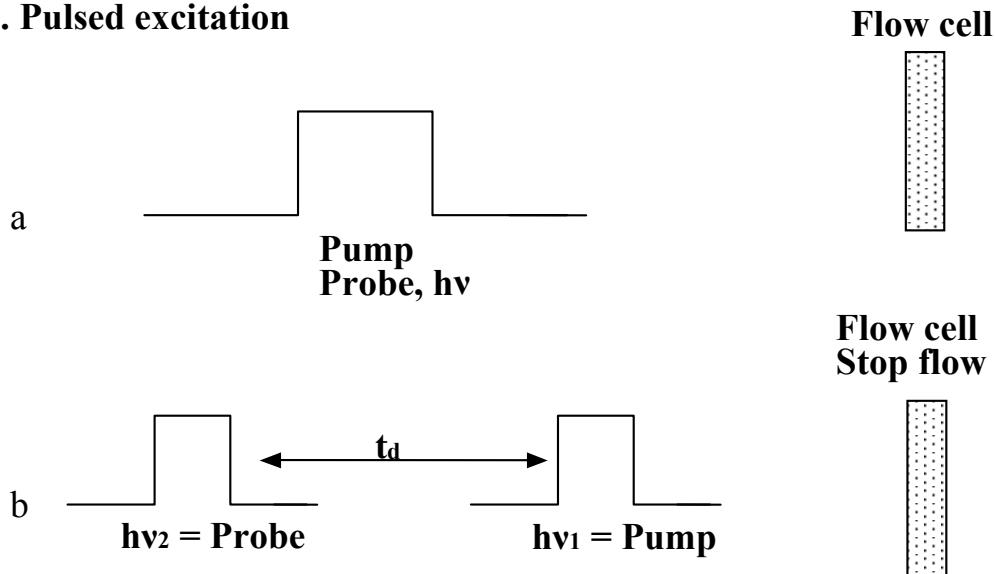 . Pulsed excitation
Flow cell
a
Pump
Probe, hν
Flow cell
Stop flow
td
b
hν2 = Probe
hν1 = Pump